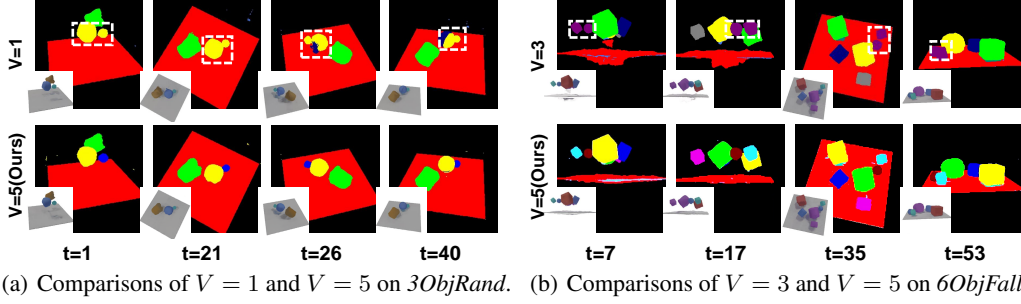 V=1
V=5(Ours)
t=1 t=21 t=26 t=40
V=3
V=5(Ours)
t=7 t=17 t=35 t=53
(a) Comparisons of V = 1 and V = 5 on 3ObjRand.
(b) Comparisons of V = 3 and V = 5 on 6ObjFall